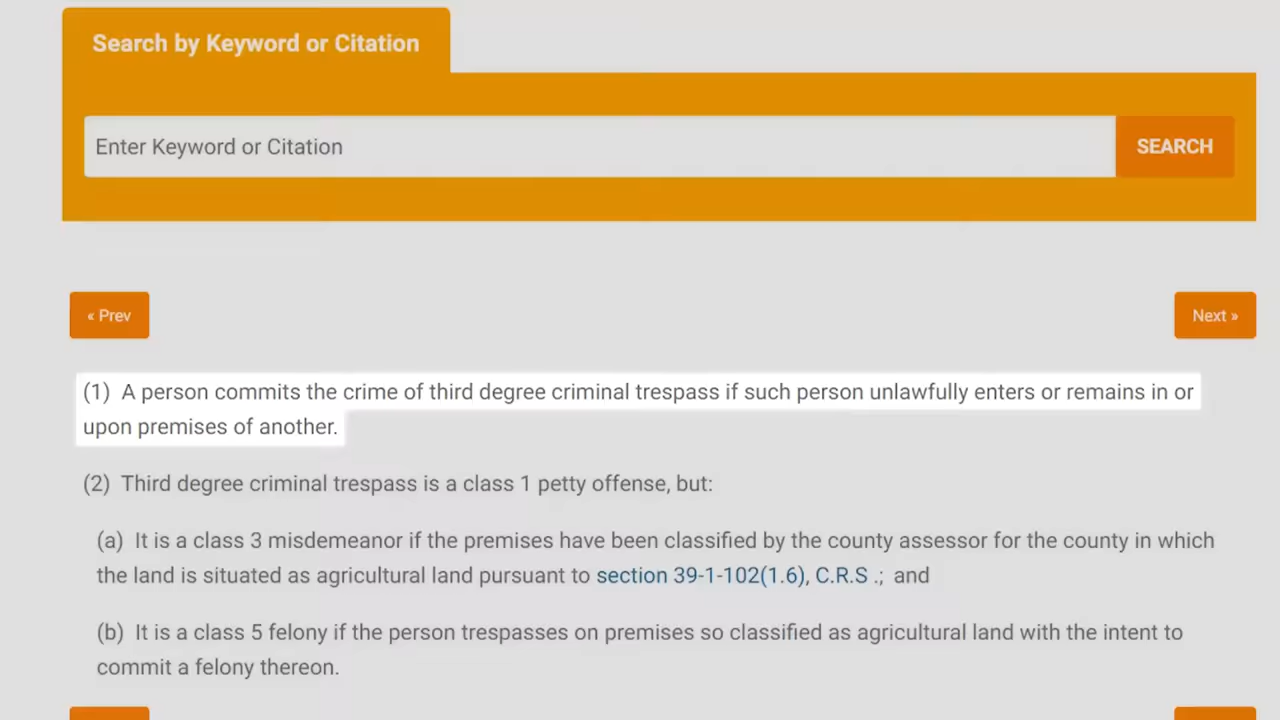 Search by Keyword or Citation
Enter Keyword or Citation
SEARCH
« Prev
Next »
(1) A person commits the crime of third degree criminal trespass if such person unlawfully enters or remains in or
upon premises of another.
(2) Third degree criminal trespass is a class 1 petty offense, but:
(a) It is a class 3 misdemeanor if the premises have been classified by the county assessor for the county in which
the land is situated as agricultural land pursuant to section 39-1-102(1.6), C.R.S .; and
(b) It is a class 5 felony if the person trespasses on premises so classified as agricultural land with the intent to
commit a felony thereon.